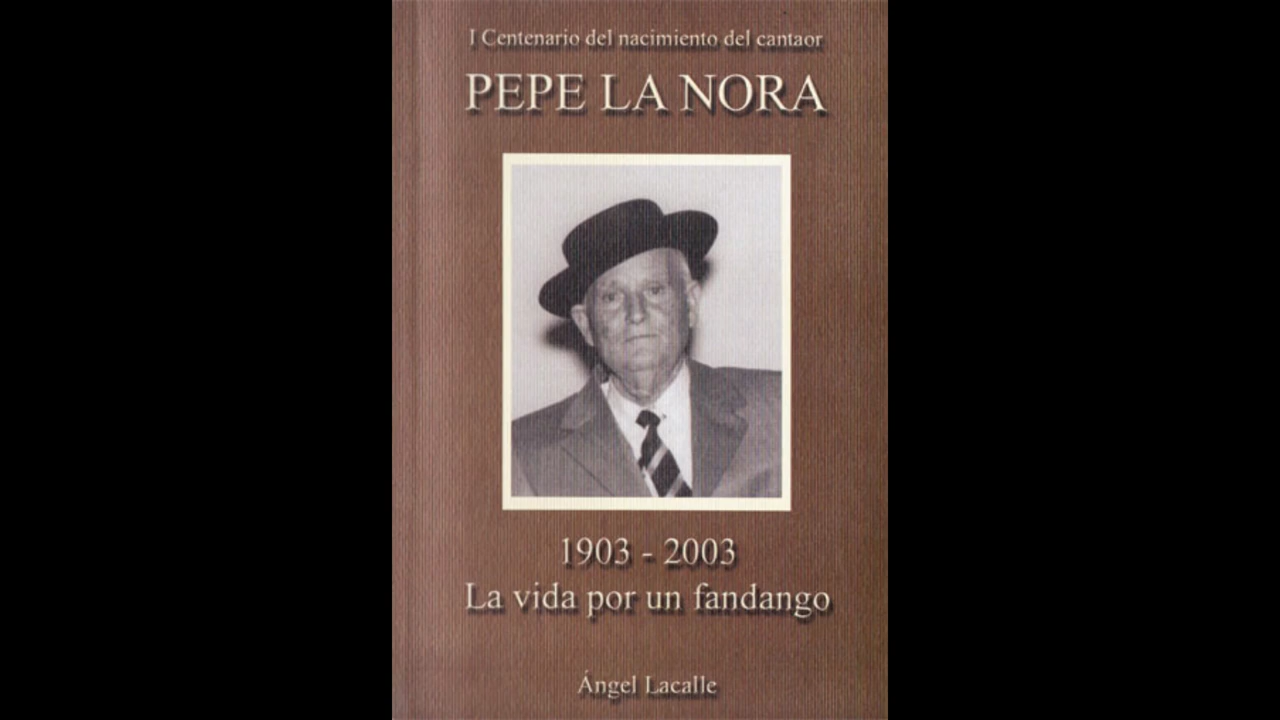 I Centenario del nacimiento del cantaor
PEPE LA NORA
1903 - 2003
La vida por un fandango
Ángel Lacalle